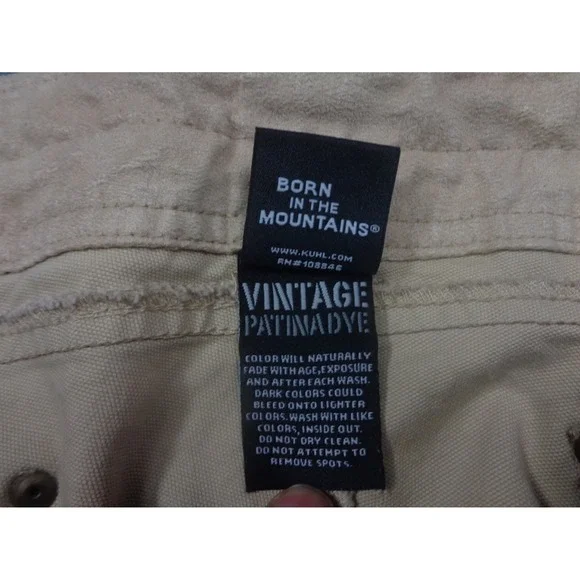 BORN
IN THE
MOUNTAINS®
WWW.KUHL.COM
RN#108846
VINTAGE
PATINADYE
COLOR WILL NATURALLY
FADE WITH AGE, EXPOSURE
AND AFTER EACH WASH.
DARK COLORS COULD
BLEED ONTO LIGHTER
COLORS. WASH WITH LIKE
COLORS, INSIDE OUT.
DO NOT DRY CLEAN.
DO NOT ATTEMPT TO
REMOVE SPOTS.